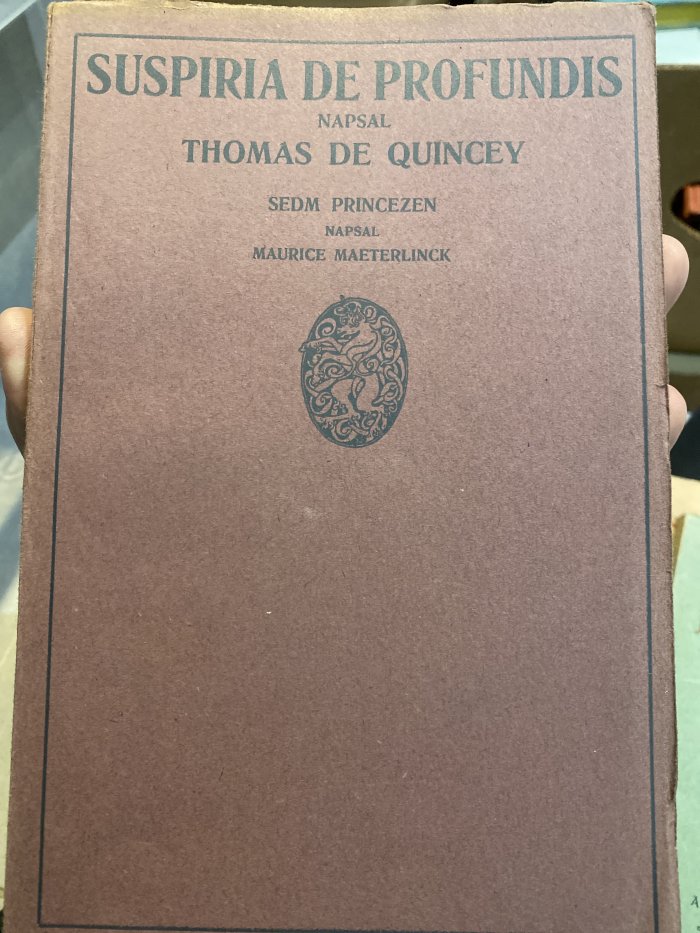 SUSPIRIA DE PROFUNDIS
NAPSAL
THOMAS DE QUINCEY
SEDM PRINCEZEN
NAPSAL
MAURICE MAETERLINCK
A